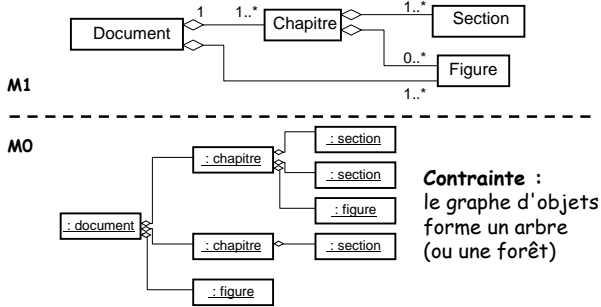 1
1..*
1..*
Document
Chapitre
Section
0..*
Figure
1..*
M1
M0
: section
: chapitre
: section
: document
: figure
: chapitre
: section
: figure
Contrainte :
le graphe d'objets
forme un arbre
(ou une forêt)